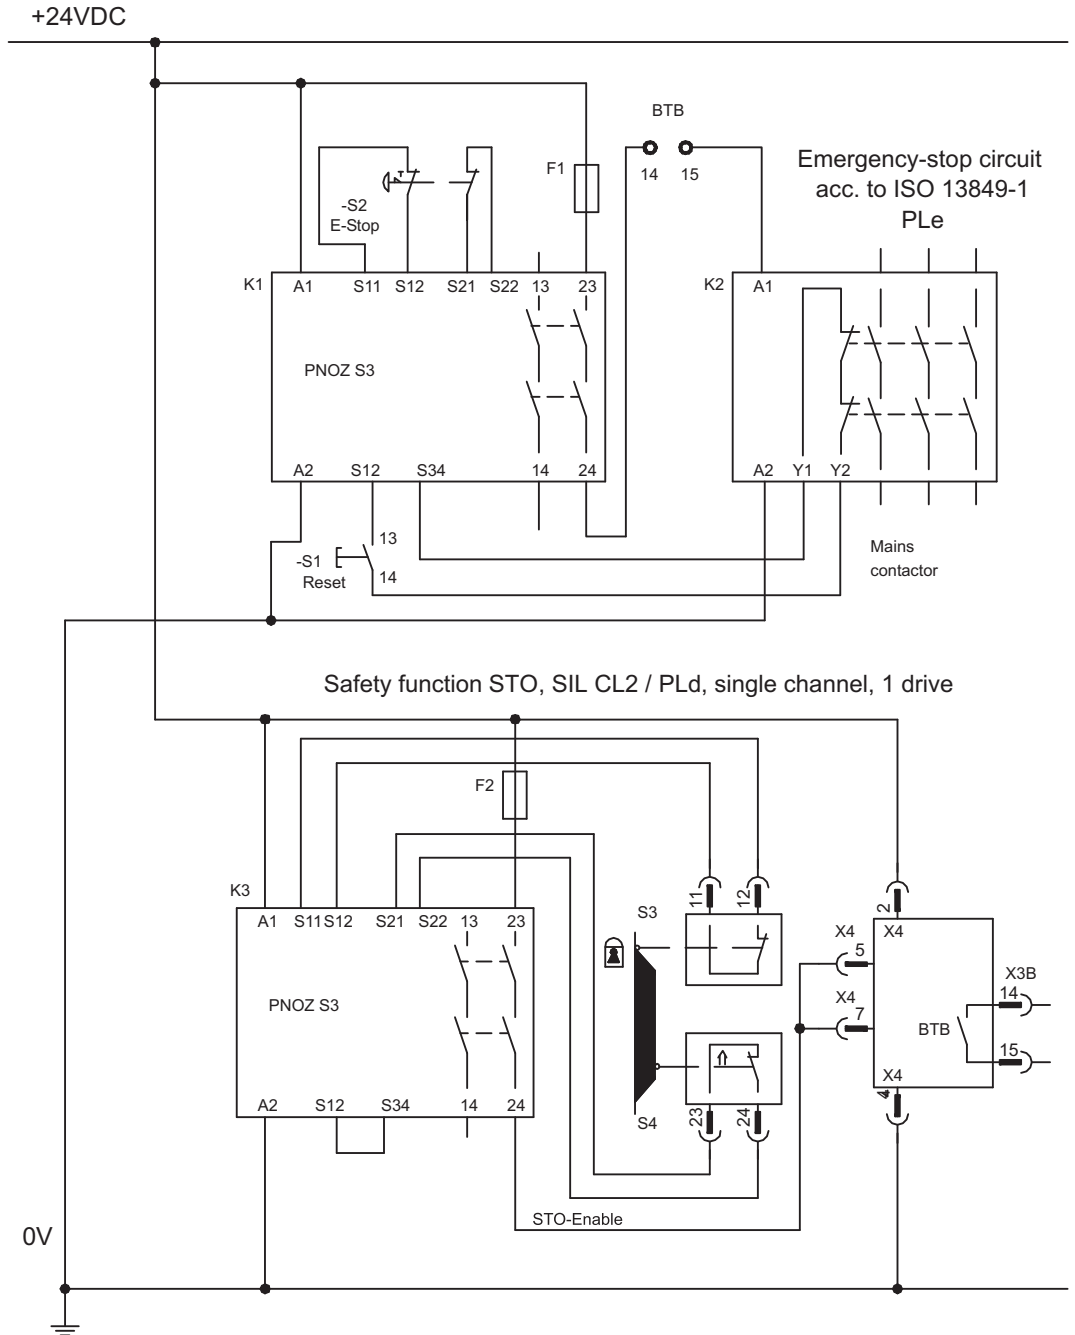 +24VDC
BTB
F1
14 15
Emergency-stop circuit
acc. to ISO 13849-1
PLe
-S2
E-Stop
K1
A1 S11 S12 S21 S22 13 23
K2
A1
PNOZ S3
A2 S12 S34 14 24
A2 Y1 Y2
13
-S1
Reset
14
Mains
contactor
Safety function STO, SIL CL2 / PLd, single channel, 1 drive
F2
K3
A1 S11 S12 S21 S22 13 23
11 12
S3
2
X4
X4
5
X3B
14
PNOZ S3
X4
7
BTB
15
X4
4
A2 S12 S34 14 24
S4
23 24
STO-Enable
0V